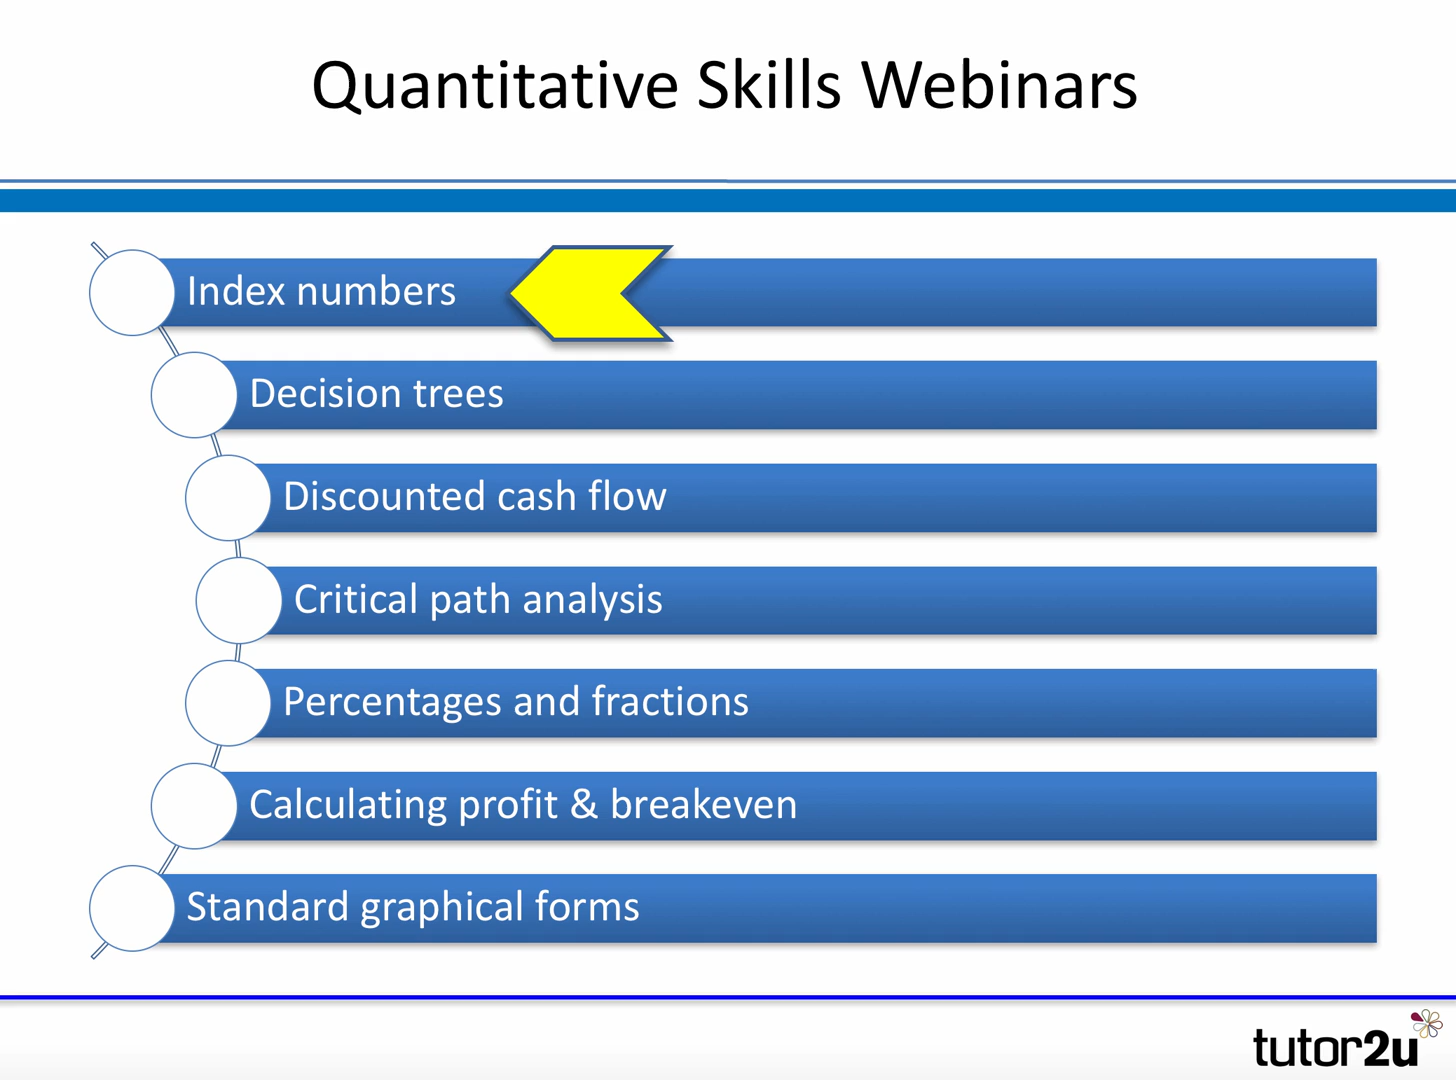 Quantitative Skills Webinars
Index numbers
Decision trees
Discounted cash flow
Critical path analysis
Percentages and fractions
Calculating profit & breakeven
Standard graphical forms
tutor2u